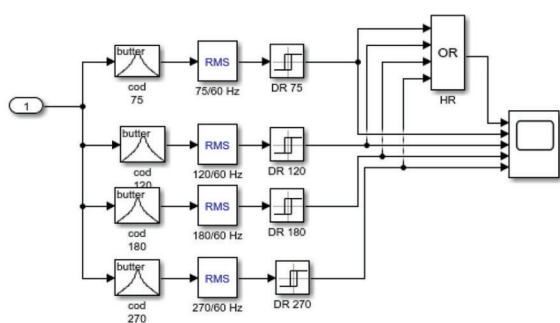 butter
cod
75
RMS
75/60 Hz
DR 75
OR
HR
1
butter
cod
120
RMS
120/60 Hz
DR 120
butter
cod
180
RMS
180/60 Hz
DR 180
butter
cod
270
RMS
270/60 Hz
DR 270